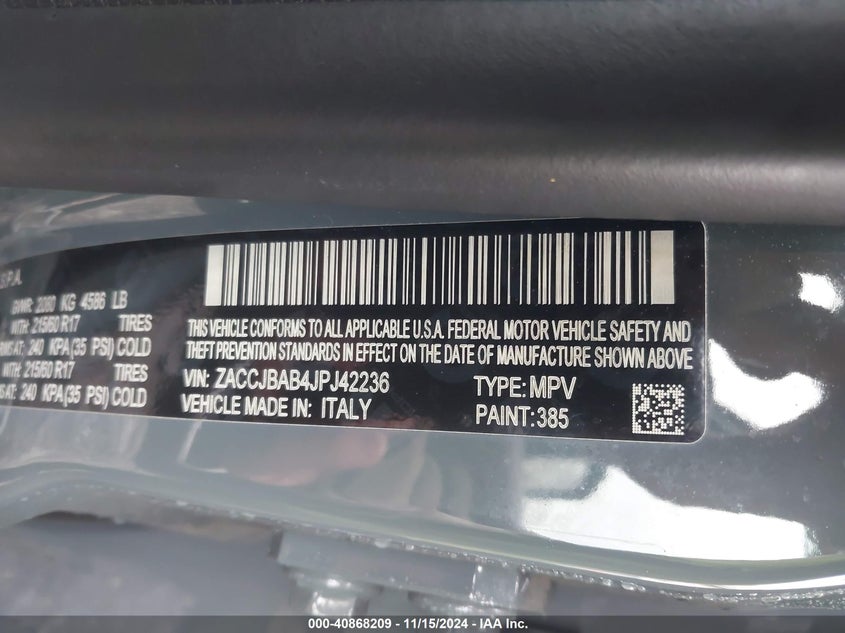 GVWR: 2080 KG 4586 LB
WITH: 215/60 R17 TIRES
AT: 240 KPA(35 PSI) COLD
WITH: 215/60 R17 TIRES
AT: 240 KPA(35 PSI) COLD
THIS VEHICLE CONFORMS TO ALL APPLICABLE U.S.A. FEDERAL MOTOR VEHICLE SAFETY AND
THEFT PREVENTION STANDARDS IN EFFECT ON THE DATE OF MANUFACTURE SHOWN ABOVE
VIN: ZACCJBAB4JPJ42236 TYPE: MPV
VEHICLE MADE IN: ITALY PAINT: 385
000-40868209 - 11/15/2024 - IAA Inc.